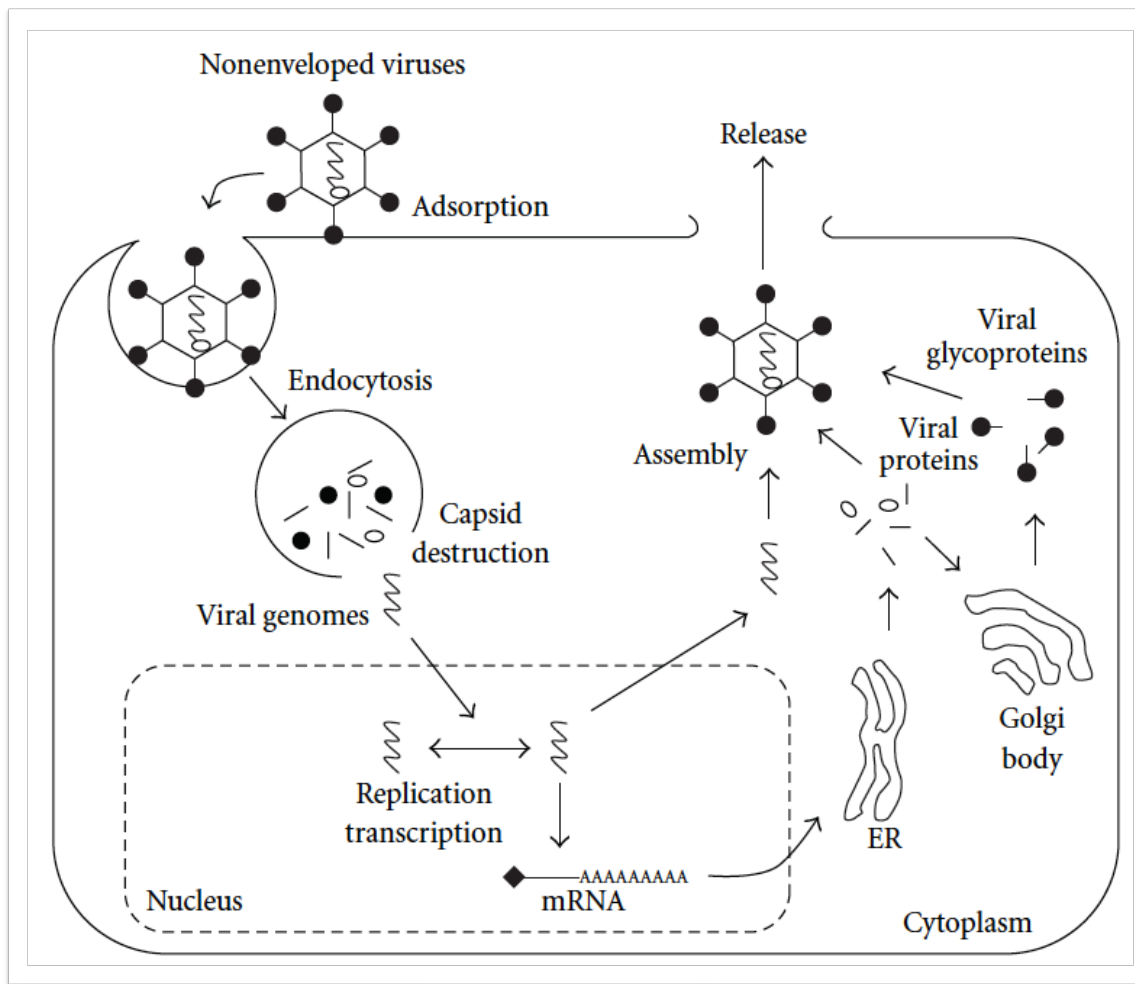 Nonenveloped viruses
Release
Adsorption
Viral
glycoproteins
Endocytosis
Viral
proteins
Assembly
Capsid
destruction
Viral genomes
Golgi
body
Replication
transcription
ER
AAAAAAAAA
mRNA
Nucleus
Cytoplasm